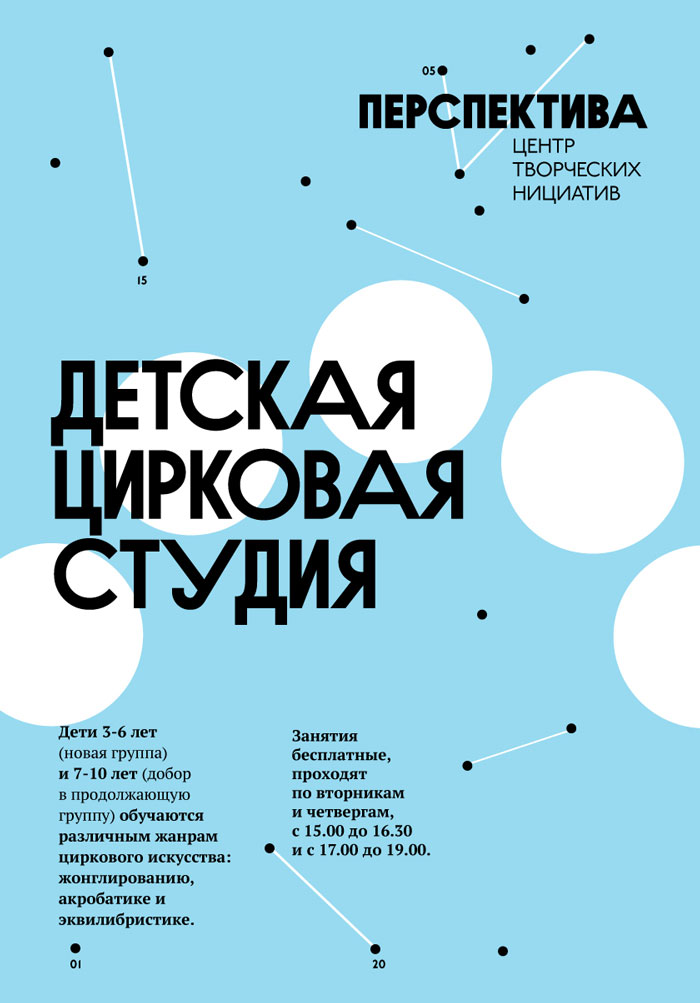 05
ПЕРСПЕКТИВА
ЦЕНТР
ТВОРЧЕСКИХ
НИЦИАТИВ
15
ДЕТСКАЯ
ЦИРКОВАЯ
СТУДИЯ
Дети 3-6 лет
(новая группа)
и 7-10 лет (добор
в продолжающую
группу) обучаются
различным жанрам
циркового искусства:
жонглированию,
акробатике и
эквилибристике.
Занятия
бесплатные,
проходят
по вторникам
и четвергам,
с 15.00 до 16.30
и с 17.00 до 19.00.
01
20